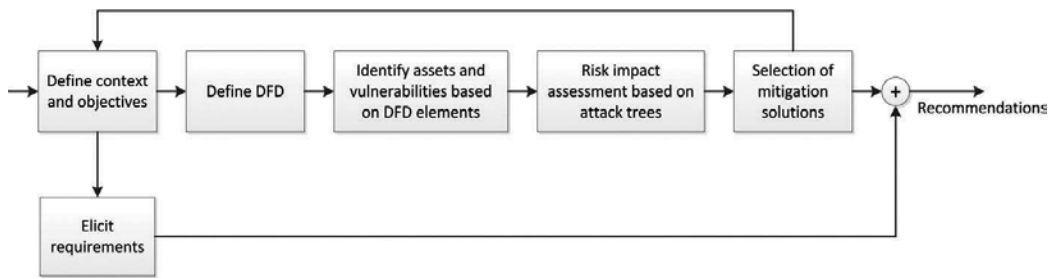 Define context
and objectives
Define DFD
Identify assets and
vulnerabilities based
on DFD elements
Risk impact
assessment based on
attack trees
Selection of
mitigation
solutions
+
Recommendations
Elicit
requirements